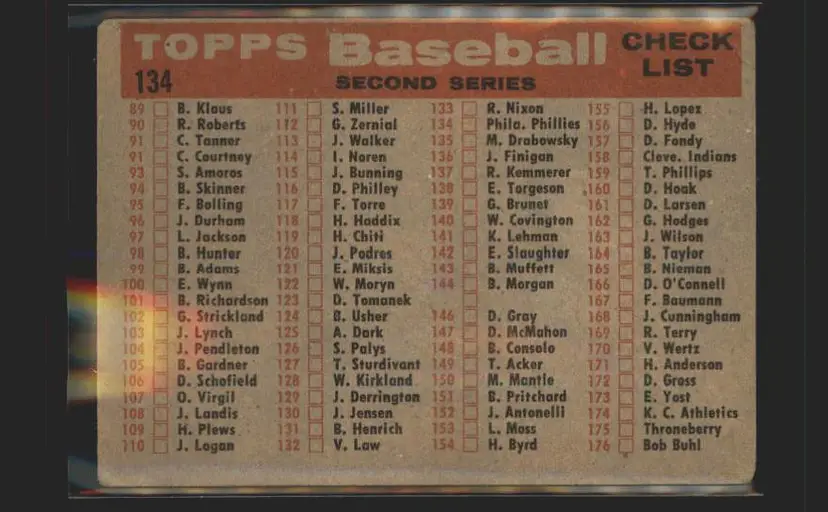 TOPPS Baseball CHECK LIST
134 SECOND SERIES
89 B. Klaus
90 R. Roberts
91 C. Tanner
91 C. Courtney
93 S. Amoros
94 B. Skinner
95 F. Bolling
96 J. Durham
97 L. Jackson
98 B. Hunter
99 B. Adams
100 E. Wynn
101 B. Richardson
102 G. Strickland
103 J. Lynch
104 J. Pendleton
105 B. Gardner
106 D. Schofield
107 O. Virgil
108 J. Landis
109 H. Plews
110 J. Logan
111 S. Miller
112 G. Zernial
113 J. Walker
114 I. Noren
115 J. Bunning
116 D. Philley
117 F. Torre
118 H. Haddix
119 H. Chiti
120 J. Podres
121 E. Miksis
122 W. Moryn
123 D. Tomanek
124 B. Usher
125 A. Dark
126 S. Palys
127 T. Sturdivant
128 W. Kirkland
129 J. Derrington
130 J. Jensen
131 B. Henrich
132 V. Law
133 R. Nixon
134 Phila. Phillies
135 M. Drabowsky
136 J. Finigan
137 R. Kemmerer
138 E. Torgeson
139 G. Brunet
140 W. Covington
141 K. Lehman
142 E. Slaughter
143 B. Muffett
144 B. Morgan
146 D. Gray
147 D. McMahon
148 B. Consolo
149 T. Acker
150 M. Mantle
151 B. Pritchard
152 J. Antonelli
153 L. Moss
154 H. Byrd
155 H. Lopez
156 D. Hyde
157 D. Fondy
158 Cleve. Indians
159 T. Phillips
160 D. Hoak
161 D. Larsen
162 G. Hodges
163 J. Wilson
164 B. Taylor
165 B. Nieman
166 D. O'Connell
167 F. Baumann
168 J. Cunningham
169 R. Terry
170 V. Wertz
171 H. Anderson
172 D. Gross
173 E. Yost
174 K. C. Athletics
175 Throneberry
176 Bob Buhl